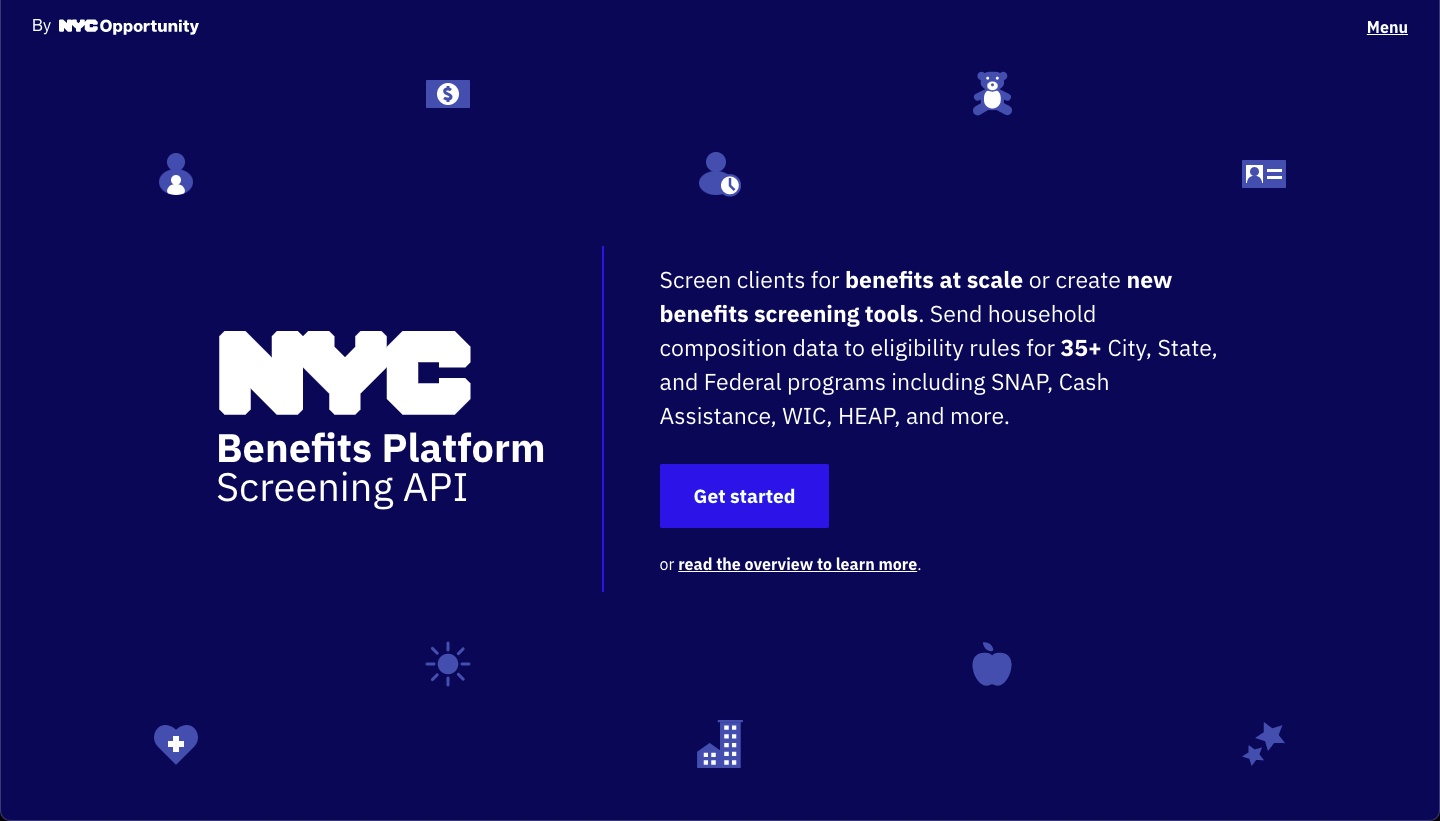 By NYC Opportunity
Menu
NYC
Benefits Platform
Screening API
Screen clients for benefits at scale or create new
benefits screening tools. Send household
composition data to eligibility rules for 35+ City, State,
and Federal programs including SNAP, Cash
Assistance, WIC, HEAP, and more.
Get started
or read the overview to learn more.